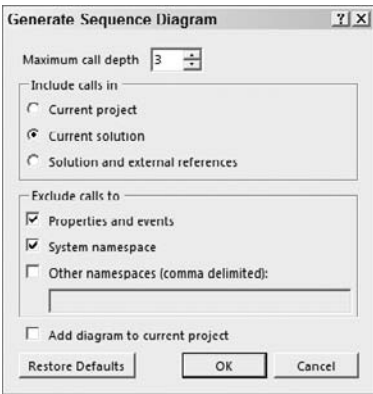 Generate Sequence Diagram ? X
Maximum call depth 3
Include calls in
Current project
Current solution
Solution and external references
Exclude calls to
Properties and events
System namespace
Other namespaces (comma delimited):
Add diagram to current project
Restore Defaults OK Cancel